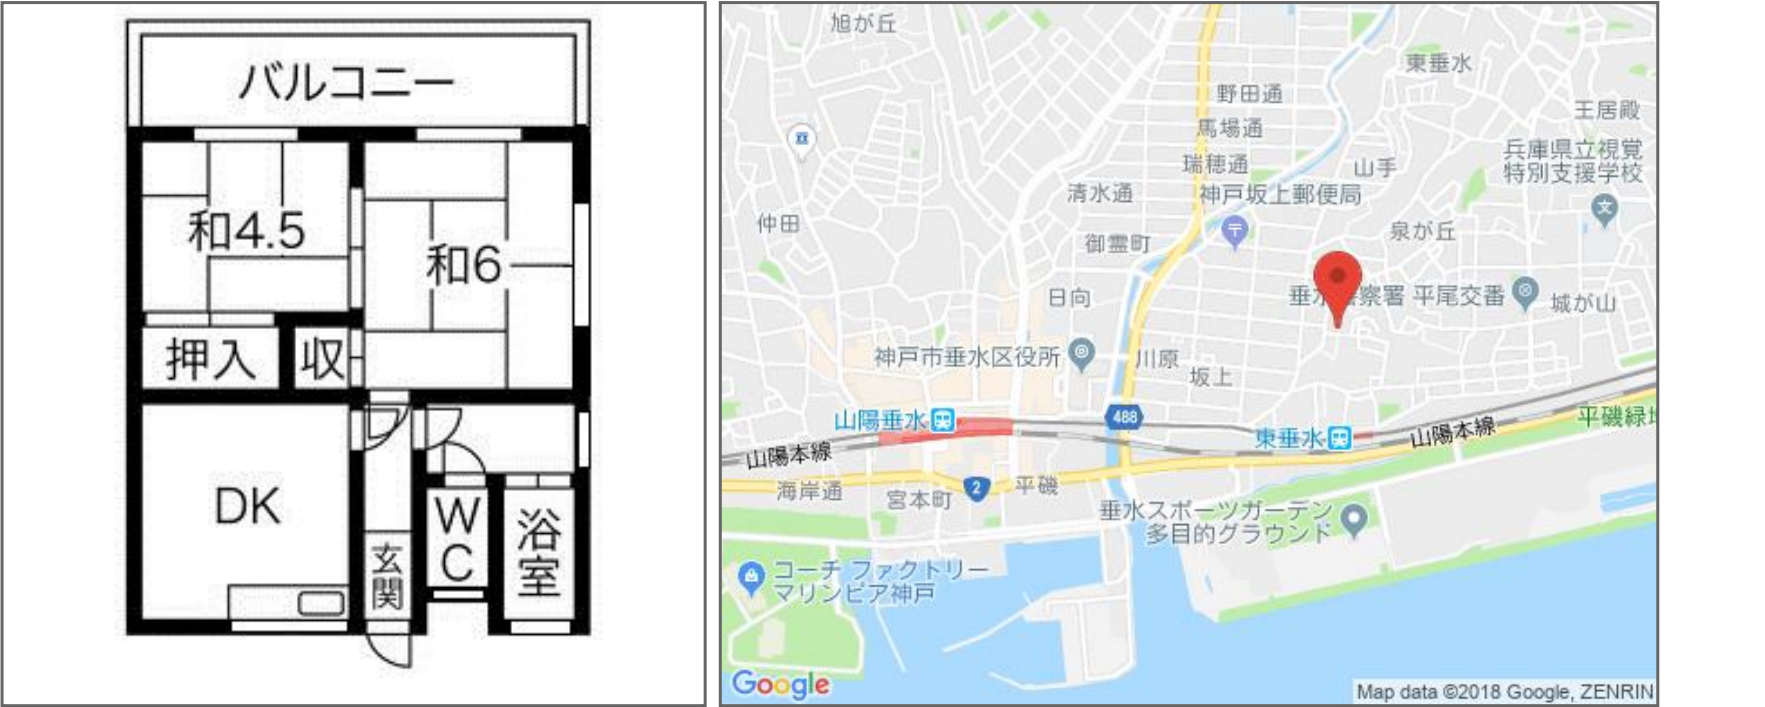 バルコニー
和4.5
和6
押入
収
DK
WC
浴室
玄関
旭が丘
東垂水
野田通
王居殿
馬場通
兵庫県立視覚
特別支援学校
瑞穂通
山手
清水通
神戸坂上郵便局
文
仲田
〒
泉が丘
御霊町
日向
平尾交番
城が山
神戸市垂水区役所
川原
坂上
山陽垂水
488
東垂水
山陽本線
平磯緑
山陽本線
海岸通
宮本町
2
平磯
垂水スポーツガーデン
多目的グラウンド
コーチ ファクトリー
マリンピア神戸
Google
Map data ©2018 Google, ZENRIN